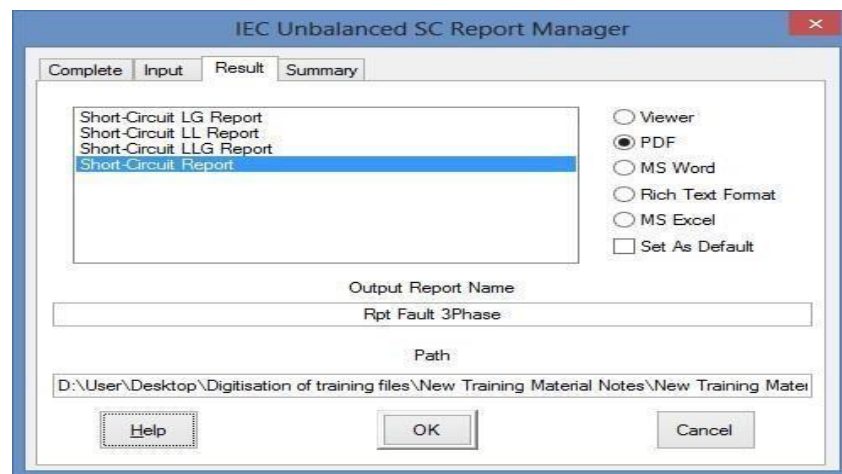 IEC Unbalanced SC Report Manager
Complete Input Result Summary
Short-Circuit LG Report
Short-Circuit LL Report
Short-Circuit LLG Report
Short-Circuit Report
Viewer
PDF
MS Word
Rich Text Format
MS Excel
Set As Default
Output Report Name
Rpt Fault 3Phase
Path
D:\User\Desktop\Digitisation of training files\New Training Material Notes\New Training Mater
Help OK Cancel